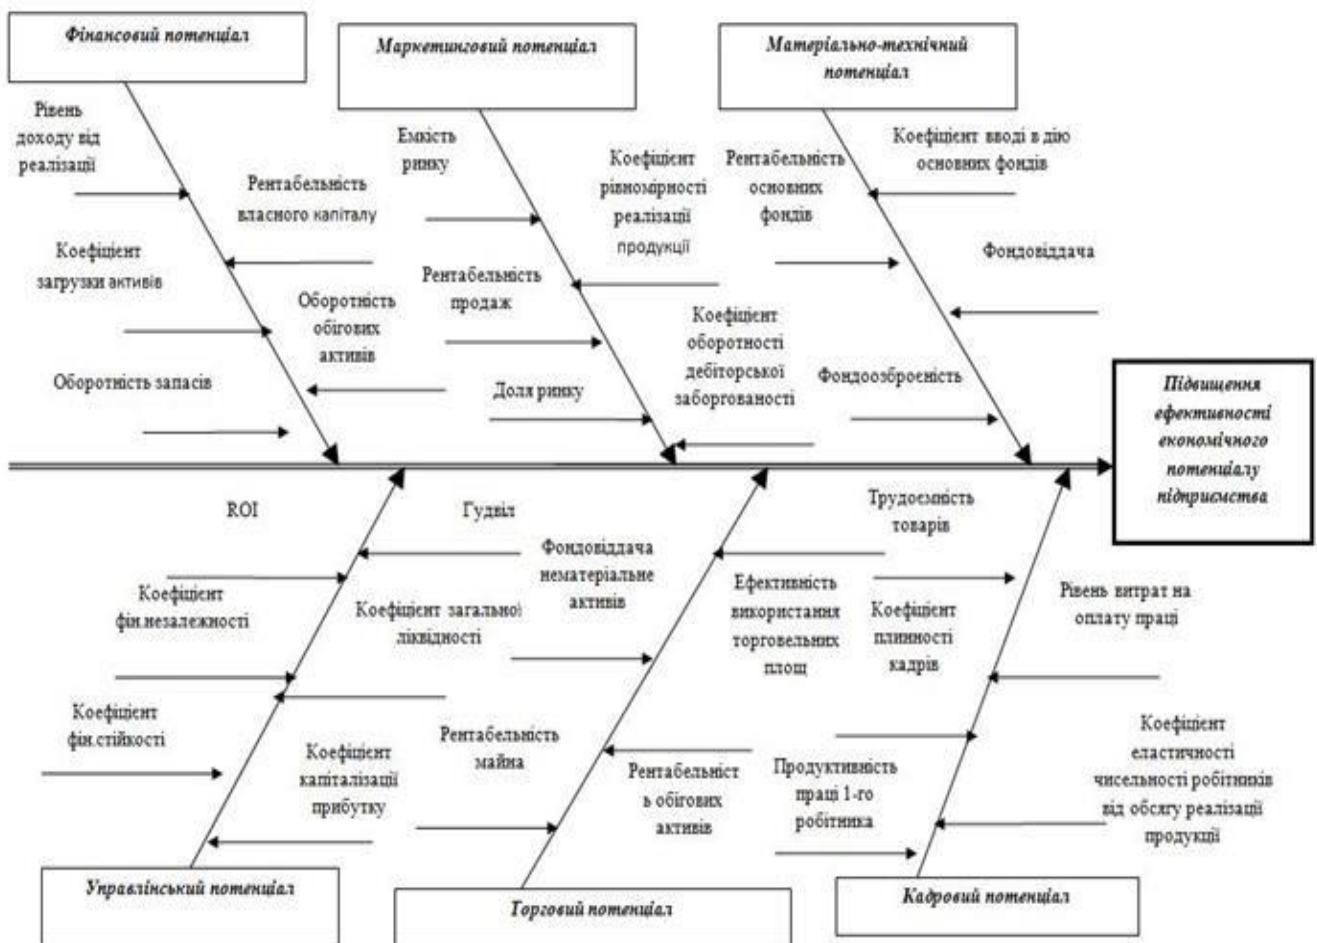 Фінансовий потенціал
Маркетинговий потенціал
Матеріально-технічний
потенціал
Рівень
доходу від
реалізації
Рентабельність
власного капіталу
Коефіцієнт
загрузки активів
Оборотність
обігових
активів
Оборотність запасів
Емкість
ринку
Коефіцієнт
рівномірності
реалізації
продукції
Рентабельність
продаж
Коефіцієнт
оборотності
дебіторської
заборгованості
Доля ринку
Рентабельність
основних
фондів
Коефіцієнт вводі в дію
основних фондів
Фондовіддача
Фондоозброєність
Підвищення
ефективності
економічного
потенціалу
підприємства
ROI
Гудвіл
Коефіцієнт
фін.незалежності
Коефіцієнт загальної
ліквідності
Коефіцієнт
фін.стійкості
Коефіцієнт
капіталізації
прибутку
Фондовіддача
нематеріальне
активів
Ефективність
використання
торговельних
площ
Рентабельність
майна
Рентабельніст
ь обігових
активів
Трудоємність
товарів
Рівень витрат на
оплату праці
Коефіцієнт
плинності
кадрів
Продуктивність
праці 1-го
робітника
Коефіцієнт
еластичності
чисельності робітників
від обсягу реалізації
продукції
Управлінський потенціал
Торговий потенціал
Кадровий потенціал